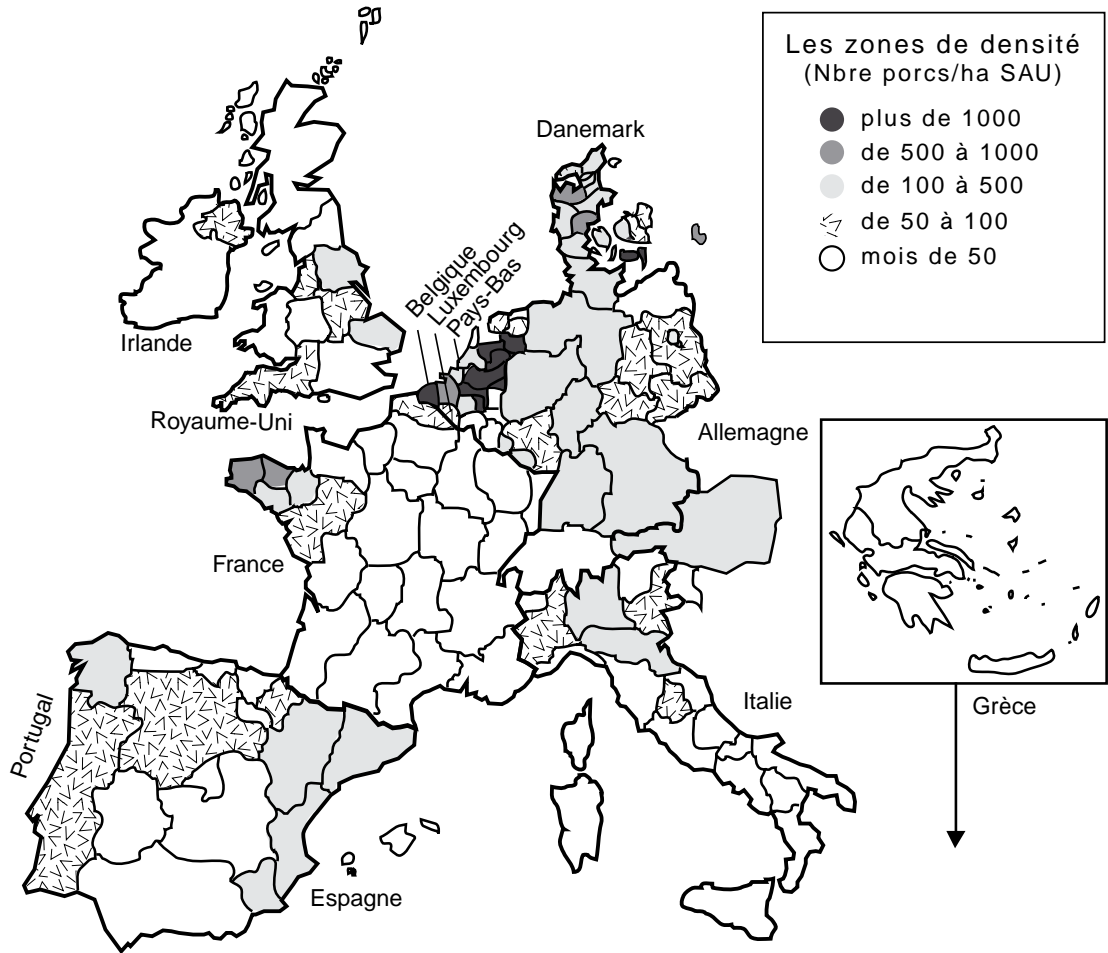 Les zones de densité
(Nbre porcs/ha SAU)
plus de 1000
de 500 à 1000
de 100 à 500
de 50 à 100
mois de 50
Danemark
Belgique
Luxembourg
Pays-Bas
Irlande
Royaume-Uni
Allemagne
France
Italie
Grèce
Portugal
Espagne